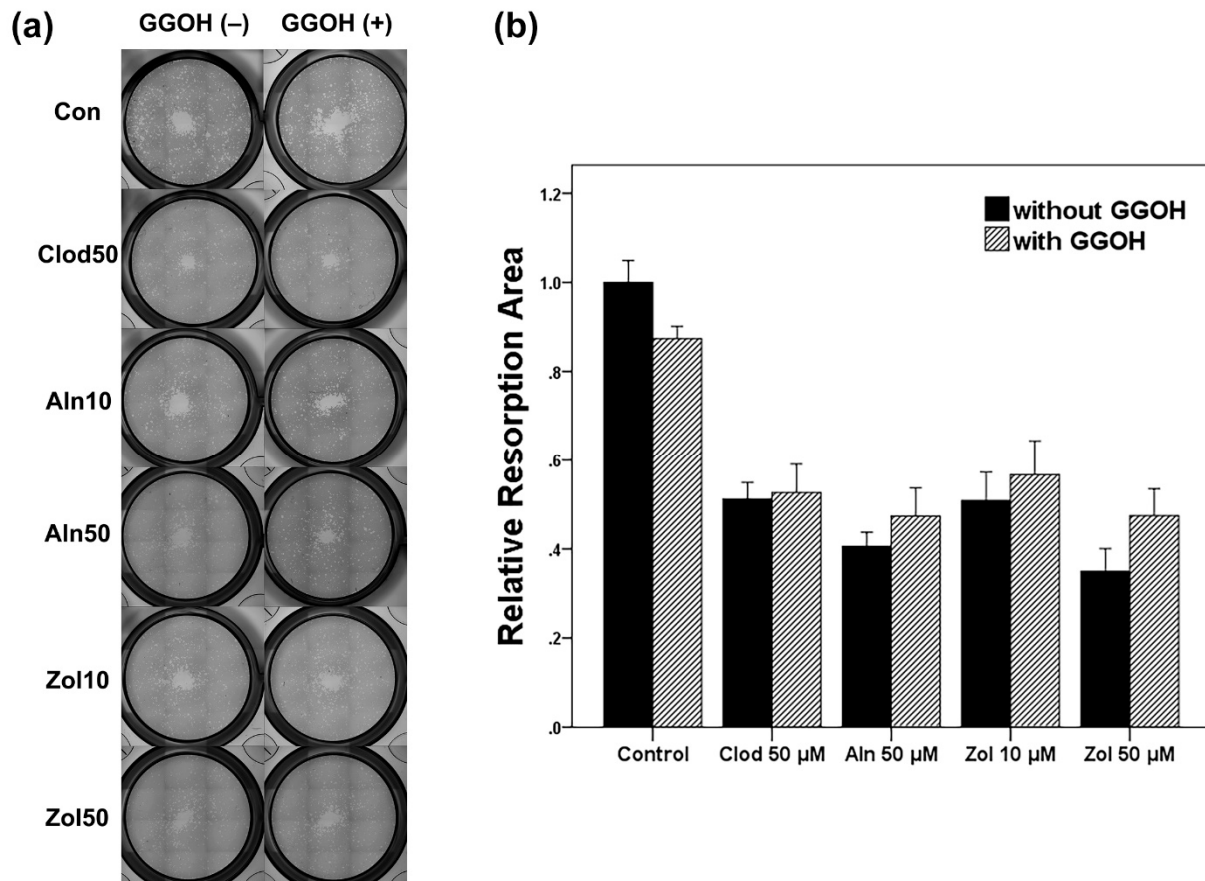 (a)
GGOH (–) GGOH (+)
Con
Clod50
Aln10
Aln50
Zol10
Zol50
(b)
Relative Resorption Area
1.2
1.0
.8
.6
.4
.2
.0
without GGOH
with GGOH
Control Clod 50 µM Aln 50 µM Zol 10 µM Zol 50 µM